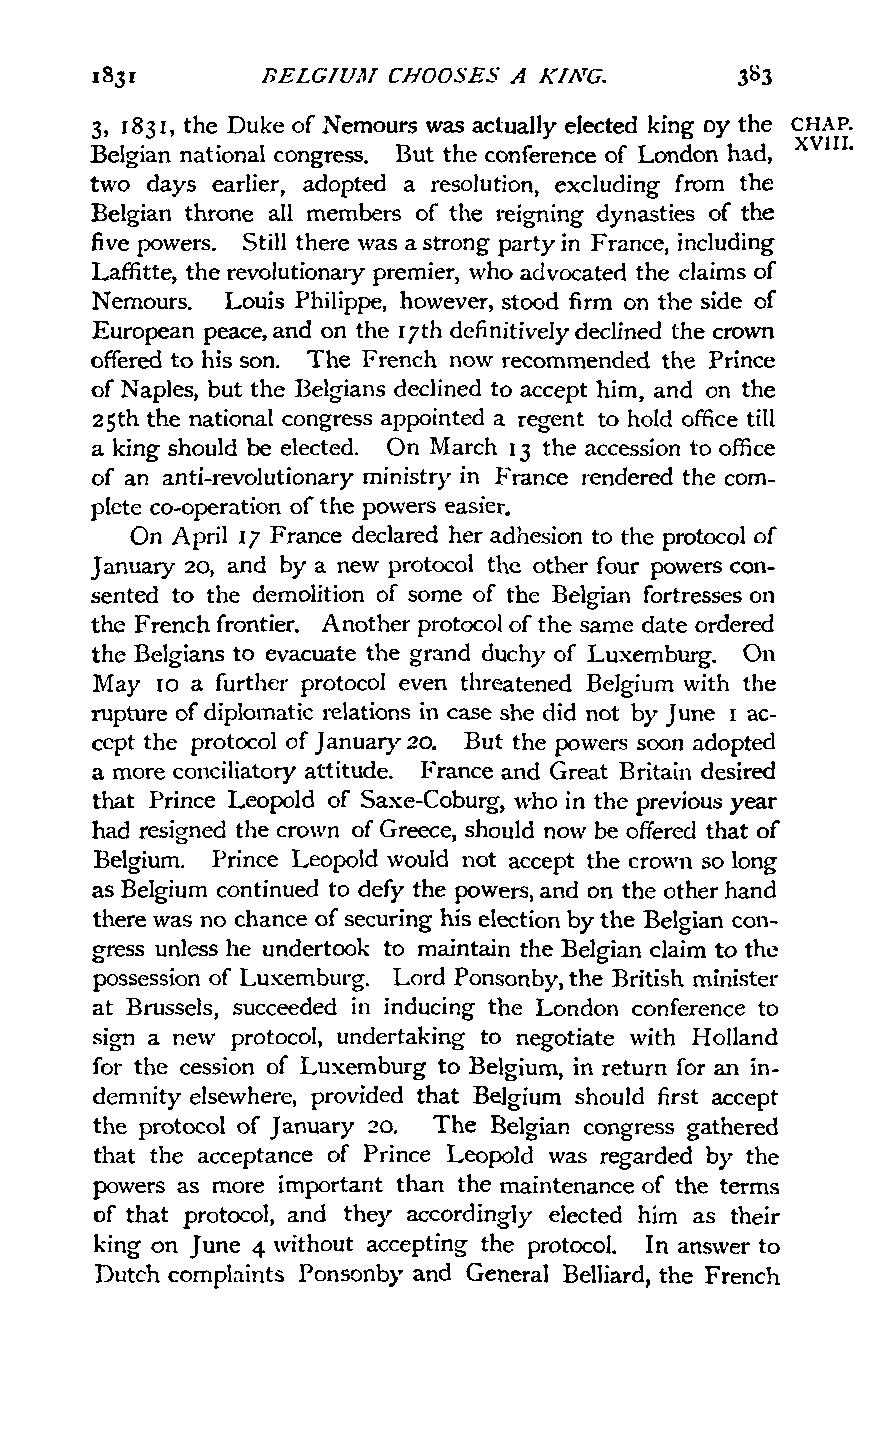 1831 BELGIUM CHOOSES A KING. 383
3, 1831, the Duke of Nemours was actually elected king by the CHAP.
Belgian national congress. But the conference of London had, XVIII.
two days earlier, adopted a resolution, excluding from the
Belgian throne all members of the reigning dynasties of the
five powers. Still there was a strong party in France, including
Laffitte, the revolutionary premier, who advocated the claims of
Nemours. Louis Philippe, however, stood firm on the side of
European peace, and on the 17th definitively declined the crown
offered to his son. The French now recommended the Prince
of Naples, but the Belgians declined to accept him, and on the
25th the national congress appointed a regent to hold office till
a king should be elected. On March 13 the accession to office
of an anti-revolutionary ministry in France rendered the com-
plete co-operation of the powers easier.
On April 17 France declared her adhesion to the protocol of
January 20, and by a new protocol the other four powers con-
sented to the demolition of some of the Belgian fortresses on
the French frontier. Another protocol of the same date ordered
the Belgians to evacuate the grand duchy of Luxemburg. On
May 10 a further protocol even threatened Belgium with the
rupture of diplomatic relations in case she did not by June 1 ac-
cept the protocol of January 20. But the powers soon adopted
a more conciliatory attitude. France and Great Britain desired
that Prince Leopold of Saxe-Coburg, who in the previous year
had resigned the crown of Greece, should now be offered that of
Belgium. Prince Leopold would not accept the crown so long
as Belgium continued to defy the powers, and on the other hand
there was no chance of securing his election by the Belgian con-
gress unless he undertook to maintain the Belgian claim to the
possession of Luxemburg. Lord Ponsonby, the British minister
at Brussels, succeeded in inducing the London conference to
sign a new protocol, undertaking to negotiate with Holland
for the cession of Luxemburg to Belgium, in return for an in-
demnity elsewhere, provided that Belgium should first accept
the protocol of January 20. The Belgian congress gathered
that the acceptance of Prince Leopold was regarded by the
powers as more important than the maintenance of the terms
of that protocol, and they accordingly elected him as their
king on June 4 without accepting the protocol. In answer to
Dutch complaints Ponsonby and General Belliard, the French